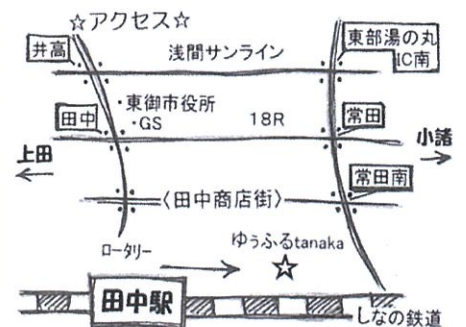 ☆アクセス☆
井高
浅間サンライン
東部湯の丸
IC南
・東御市役所
・GS
田中
18R
常田
小諸
上田
〈田中商店街〉
常田南
ロータリー
ゆぅふるtanaka
田中駅
しなの鉄道